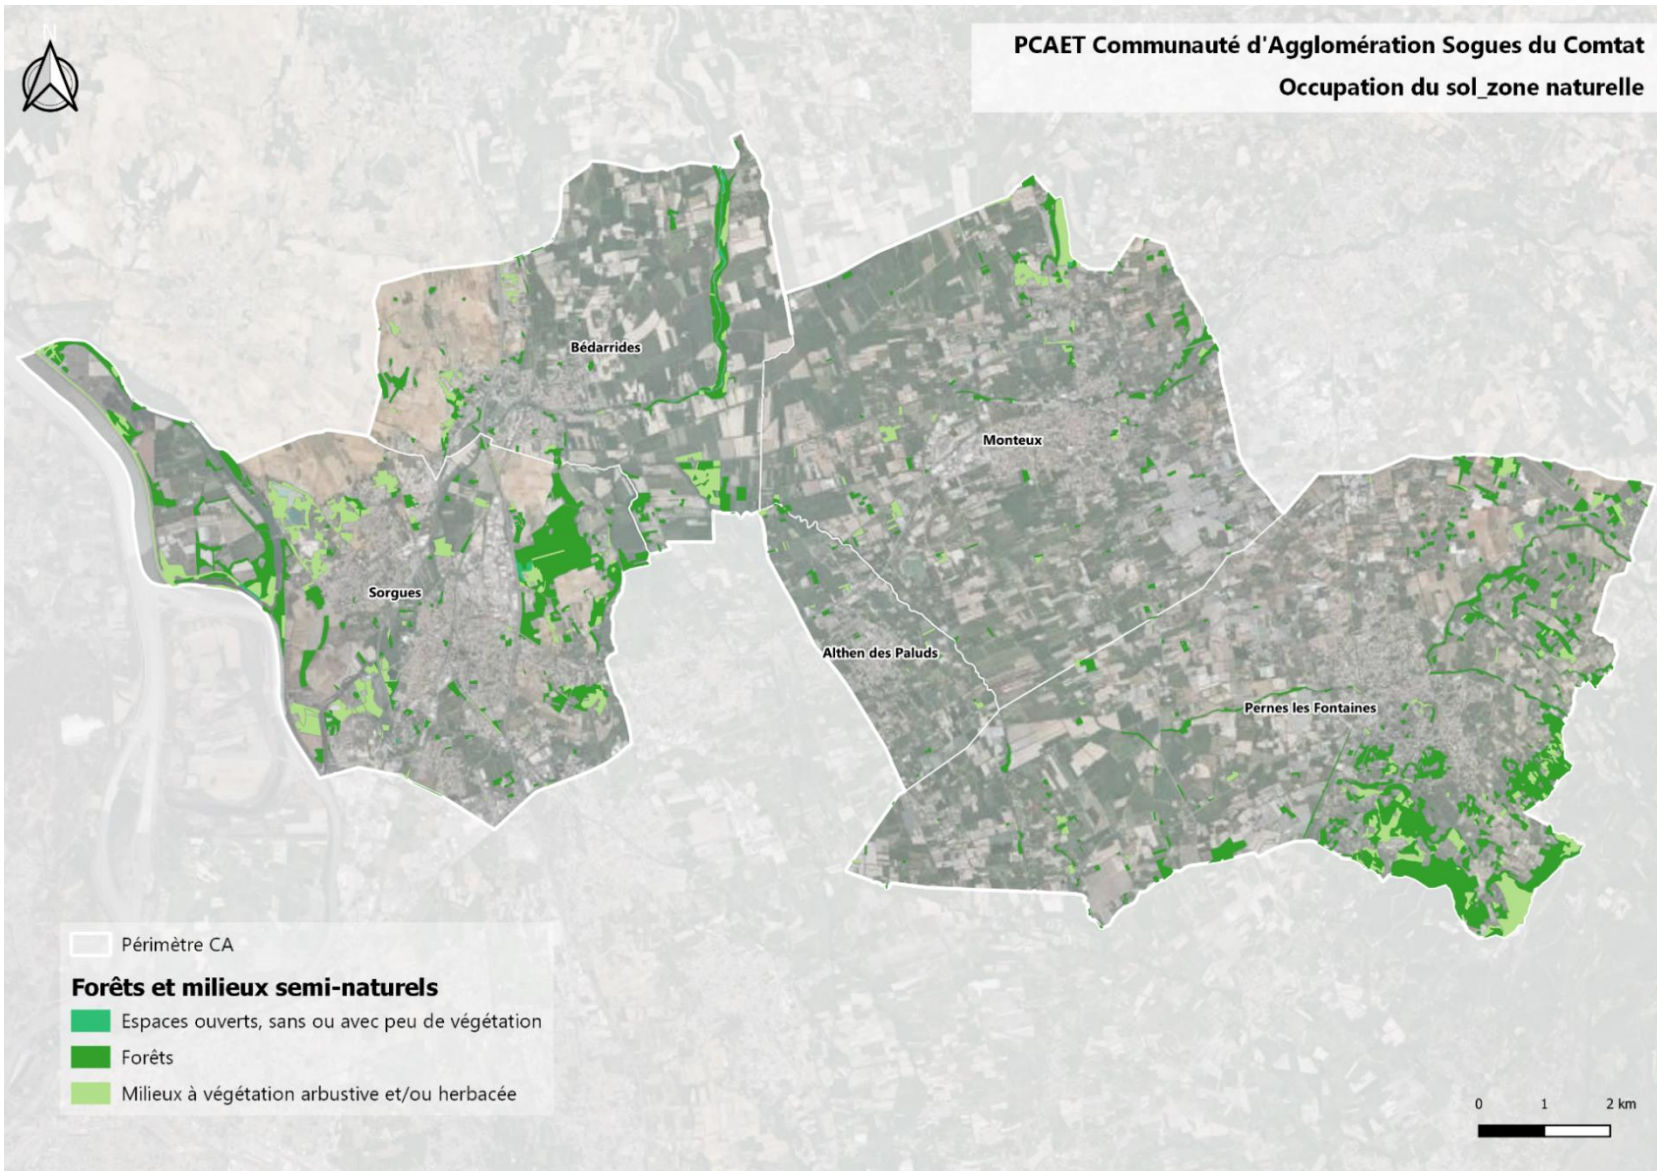 N
PCAET Communauté d'Agglomération Sogues du Comtat
Occupation du sol_zone naturelle
Bédarrides
Monteux
Sorgues
Althen des Paluds
Pernes les Fontaines
Périmètre CA
Forêts et milieux semi-naturels
Espaces ouverts, sans ou avec peu de végétation
Forêts
Milieux à végétation arbustive et/ou herbacée
0 1 2 km